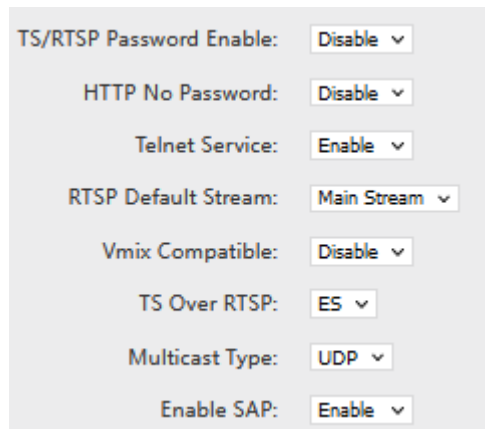 TS/RTSP Password Enable: Disable
HTTP No Password: Disable
Telnet Service: Enable
RTSP Default Stream: Main Stream
Vmix Compatible: Disable
TS Over RTSP: ES
Multicast Type: UDP
Enable SAP: Enable